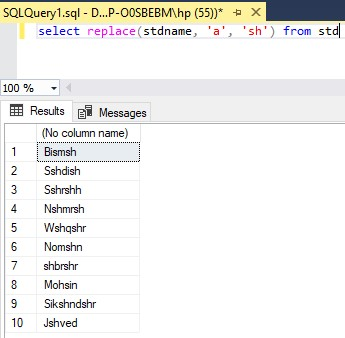 SQLQuery1.sql - D...P-O0SBEBM\hp (55))*
select replace(stdname, 'a', 'sh') from std
100 %
Results Messages
(No column name)
1 Bismsh
2 Sshdish
3 Sshrshh
4 Nshmrsh
5 Wshqshr
6 Nomshn
7 shbrshr
8 Mohsin
9 Sikshndshr
10 Jshved